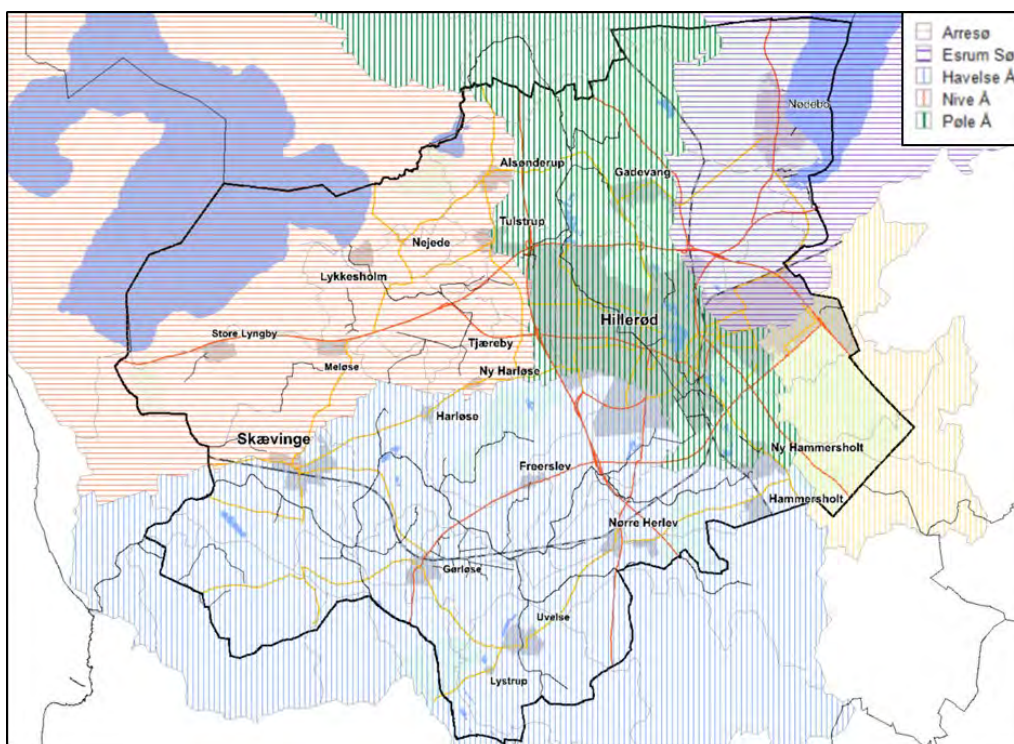 Arresø
Esrum Sø
Havelse Å
Nive Å
Pøle Å
Nødebo
Alsønderup
Gadevang
Tulstrup
Nejede
Lykkesholm
Hillerød
Store Lyngby
Tjæreby
Meløse
Ny Harløse
Harløse
Skævinge
Ny Hammersholt
Freerslev
Hammersholt
Nørre Herlev
Gørløse
Uvelse
Lystrup